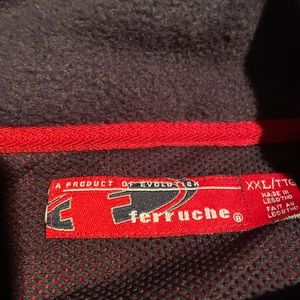 A PRODUCT OF EVOLUTION
ferruche®
XXL/TTG
MADE IN
LESOTHO
FAIT AU
LESOTHO